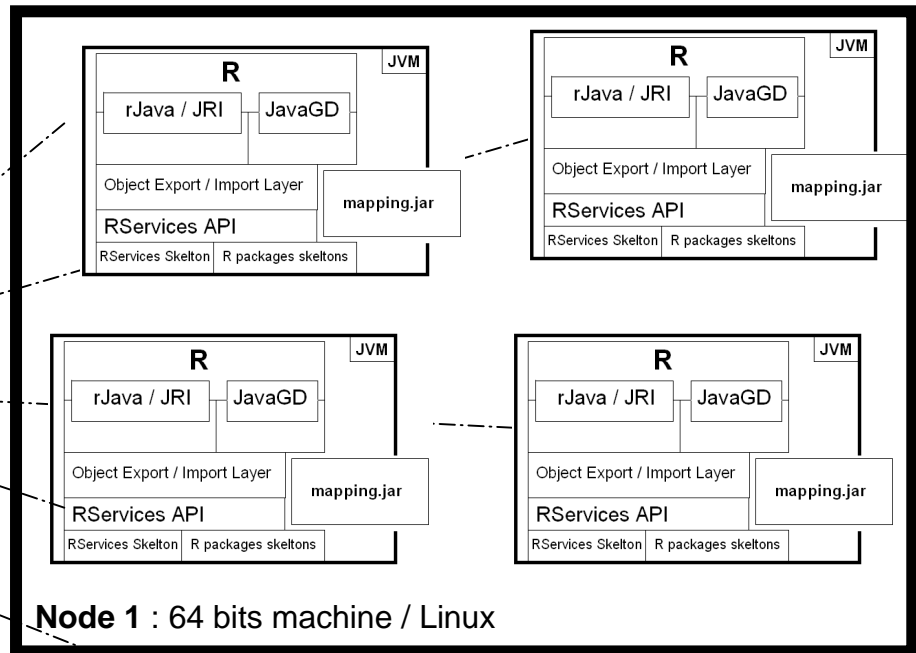 JVM
R
rJava / JRI JavaGD
Object Export / Import Layer
mapping.jar
RServices API
RServices Skelton R packages skeltons
JVM
R
rJava / JRI JavaGD
Object Export / Import Layer
mapping.jar
RServices API
RServices Skelton R packages skeltons
JVM
R
rJava / JRI JavaGD
Object Export / Import Layer
mapping.jar
RServices API
RServices Skelton R packages skeltons
JVM
R
rJava / JRI JavaGD
Object Export / Import Layer
mapping.jar
RServices API
RServices Skelton R packages skeltons
Node 1 : 64 bits machine / Linux